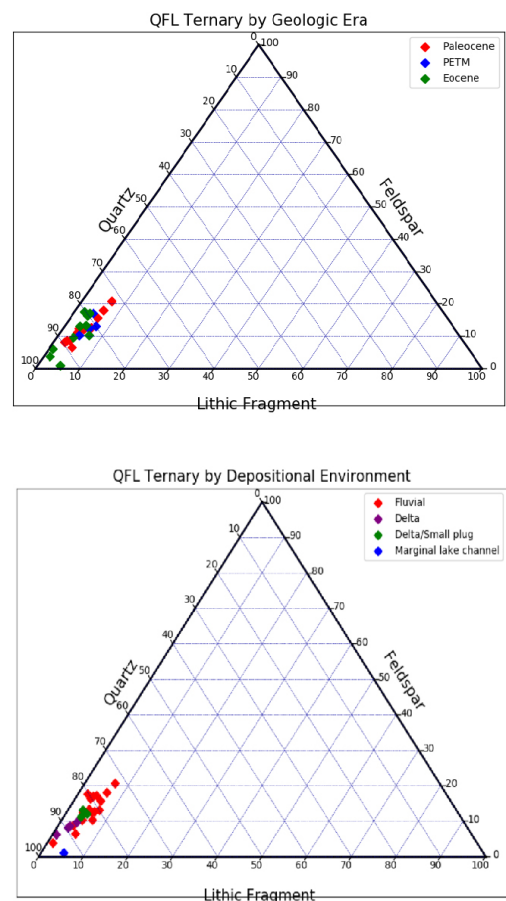 QFL Ternary by Geologic Era
Paleocene
PETM
Eocene
0 100
10 90
20 80
30 70
40 60
50 50
60 40
70 30
80 20
90 10
100 0
Quartz
Feldspar
0 10 20 30 40 50 60 70 80 90 100
Lithic Fragment
QFL Ternary by Depositional Environment
Fluvial
Delta
Delta/Small plug
Marginal lake channel
0 100
10 90
20 80
30 70
40 60
50 50
60 40
70 30
80 20
90 10
100 0
Quartz
Feldspar
0 10 20 30 40 50 60 70 80 90 100
Lithic Fragment